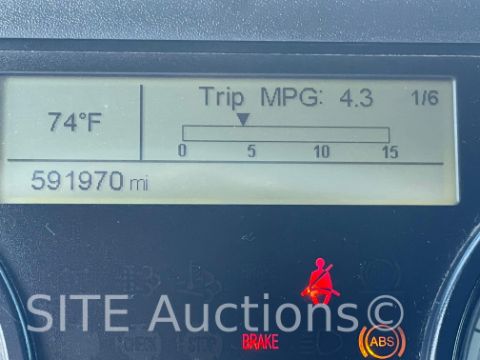 Trip MPG: 4.3 1/6
74°F
0 5 10 15
591970 mi
SITE Auctions©
BRAKE
ABS